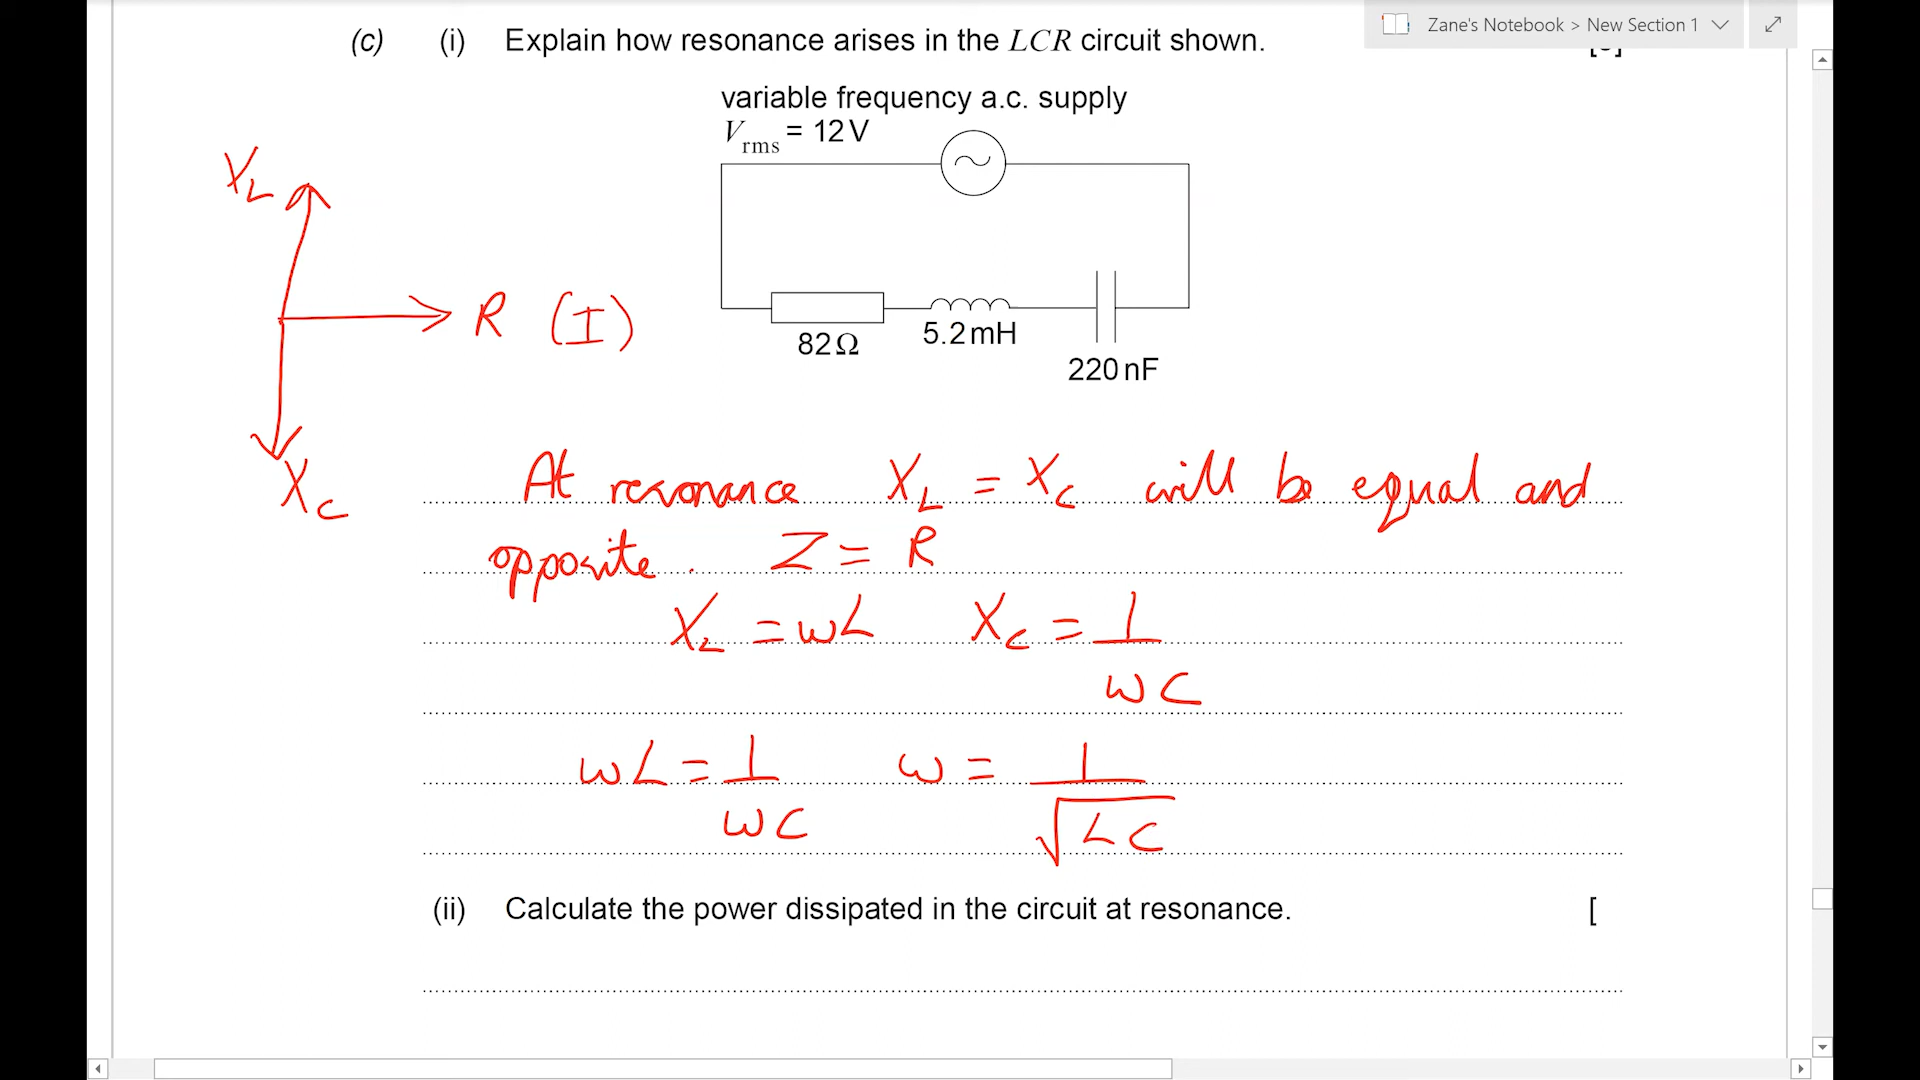 Zane's Notebook > New Section 1
(c) (i) Explain how resonance arises in the LCR circuit shown.
variable frequency a.c. supply
Vrms = 12 V
82 Ω
5.2 mH
220 nF
XL
R (I)
XC
At resonance XL = XC will be equal and
opposite. Z = R
XL = ωL XC = 1/ωC
ωL = 1/ωC ω = 1/√LC
(ii) Calculate the power dissipated in the circuit at resonance. [